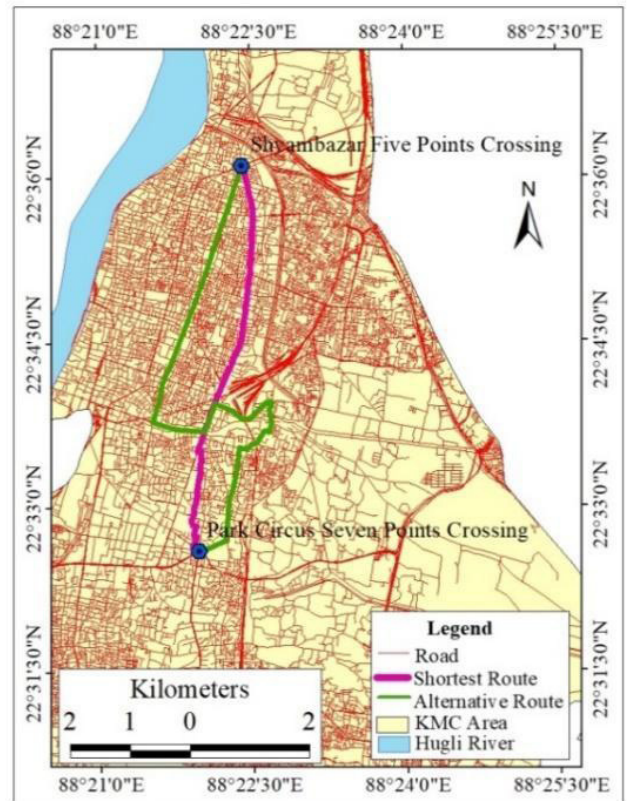 88°21'0"E 88°22'30"E 88°24'0"E 88°25'30"E
Shyambazar Five Points Crossing
22°36'0"N
22°36'0"N
N
22°34'30"N
22°34'30"N
22°33'0"N
22°33'0"N
Park Circus Seven Points Crossing
22°31'30"N
22°31'30"N
Legend
Road
Shortest Route
Alternative Route
KMC Area
Hugli River
Kilometers
2 1 0 2
88°21'0"E 88°22'30"E 88°24'0"E 88°25'30"E